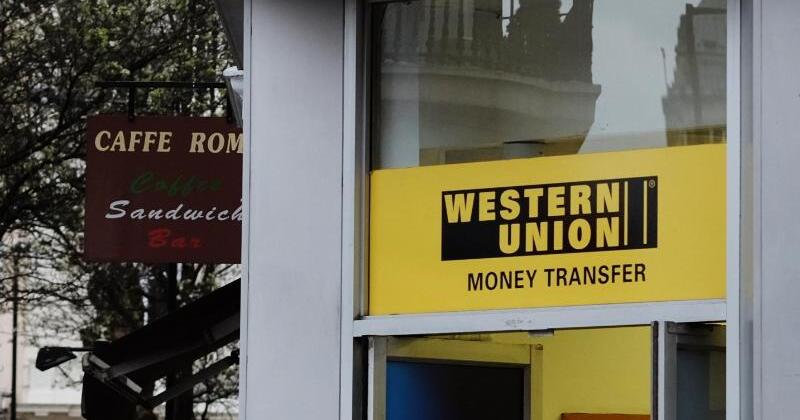 CAFFE ROM
Coffee
Sandwich
Bar
WESTERN
UNION
®
MONEY TRANSFER